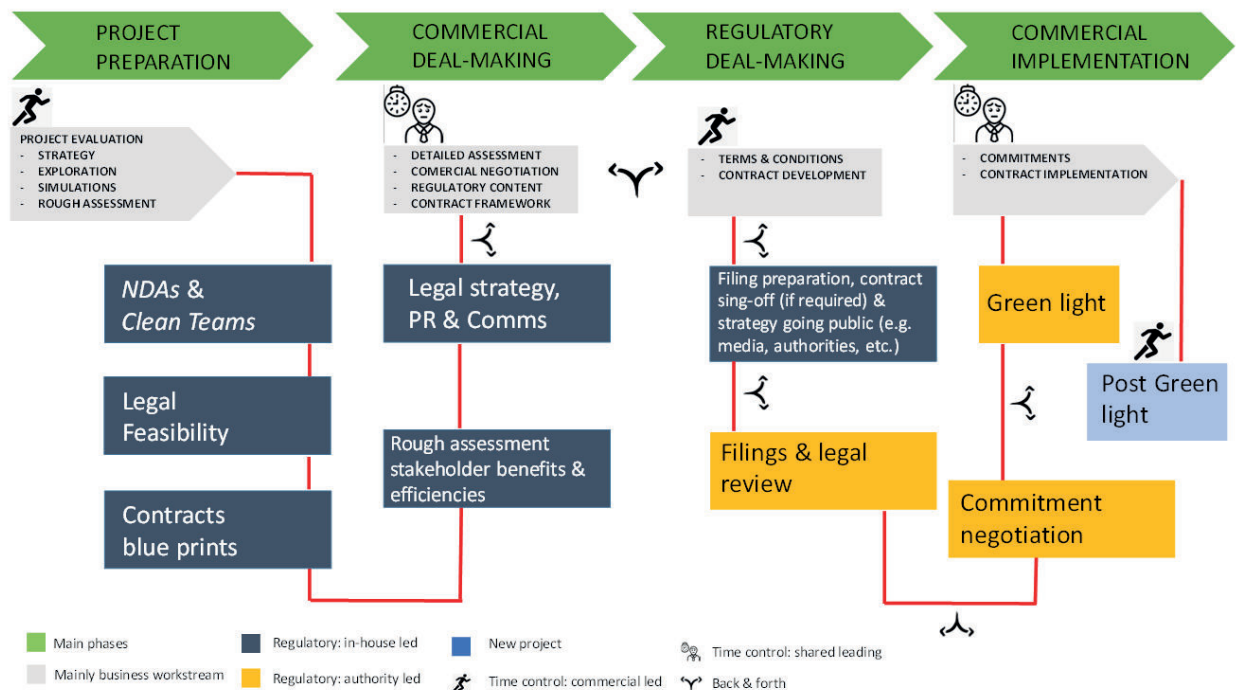 PROJECT
PREPARATION
COMMERCIAL
DEAL-MAKING
REGULATORY
DEAL-MAKING
COMMERCIAL
IMPLEMENTATION
PROJECT EVALUATION
- STRATEGY
- EXPLORATION
- SIMULATIONS
- ROUGH ASSESSMENT
- DETAILED ASSESSMENT
- COMERCIAL NEGOTIATION
- REGULATORY CONTENT
- CONTRACT FRAMEWORK
- TERMS & CONDITIONS
- CONTRACT DEVELOPMENT
- COMMITMENTS
- CONTRACT IMPLEMENTATION
NDAs &
Clean Teams
Legal
Feasibility
Contracts
blue prints
Legal strategy,
PR & Comms
Rough assessment
stakeholder benefits &
efficiencies
Filing preparation, contract
sing-off (if required) &
strategy going public (e.g.
media, authorities, etc.)
Filings & legal
review
Green light
Post Green
light
Commitment
negotiation
Main phases
Mainly business workstream
Regulatory: in-house led
Regulatory: authority led
New project
Time control: commercial led
Time control: shared leading
Back & forth